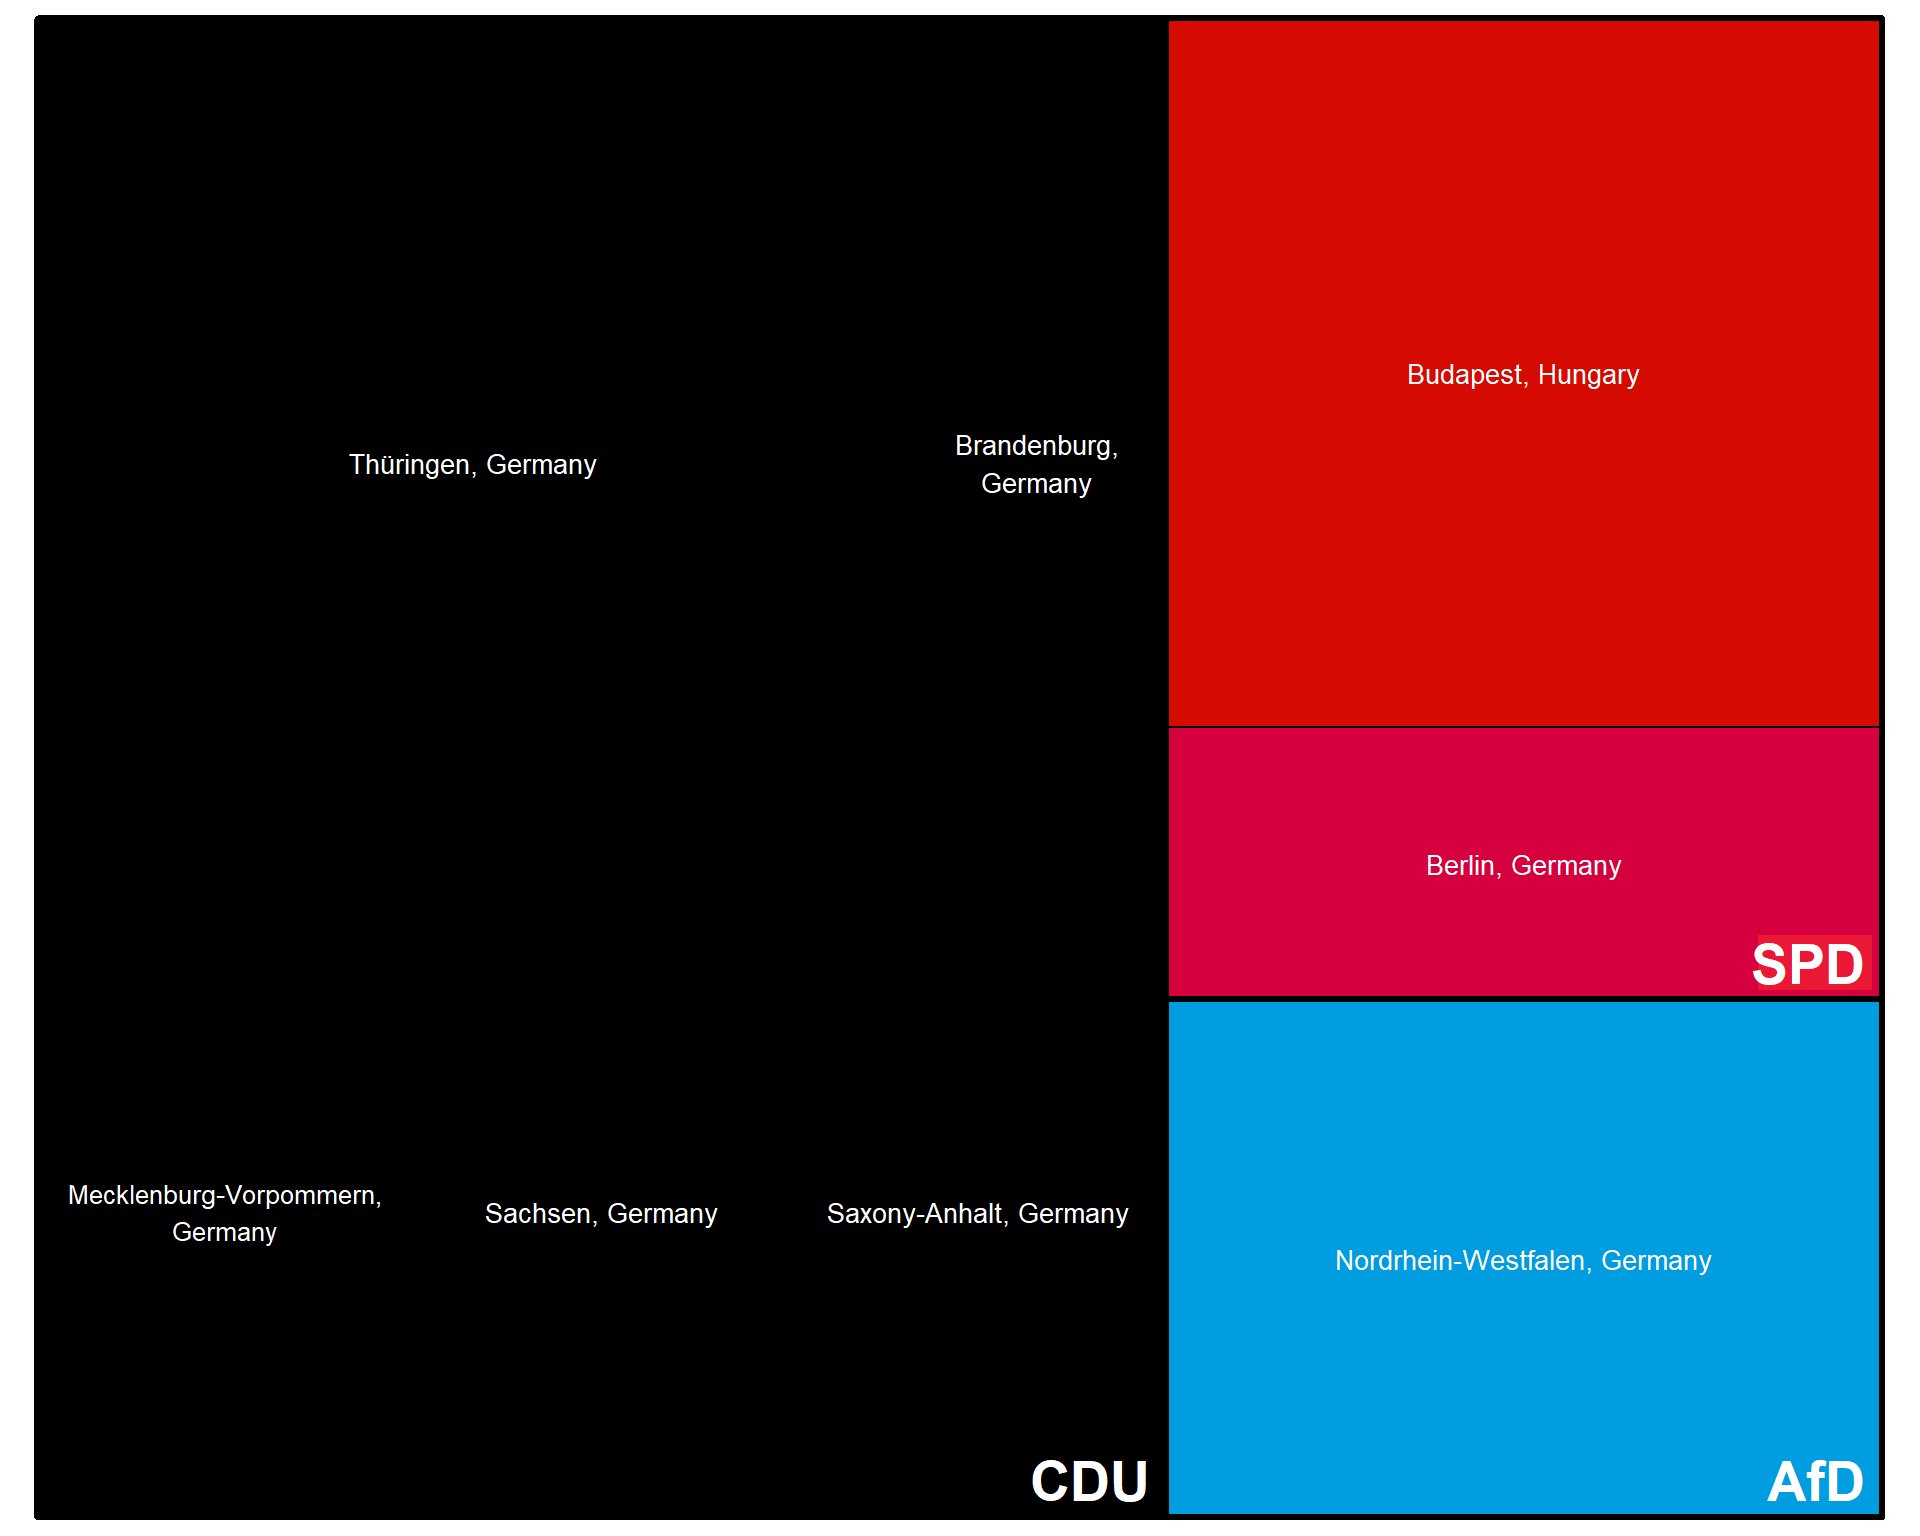 Thüringen, Germany
Brandenburg,
Germany
Budapest, Hungary
Berlin, Germany
SPD
Mecklenburg-Vorpommern,
Germany
Sachsen, Germany
Saxony-Anhalt, Germany
CDU
Nordrhein-Westfalen, Germany
AfD